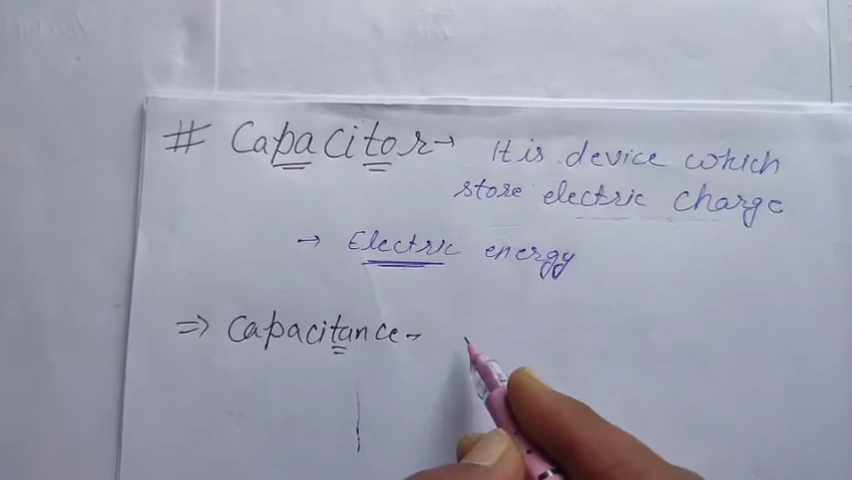 # Capacitor → It is device which
store electric charge
→ Electric energy
⇒ Capacitance →